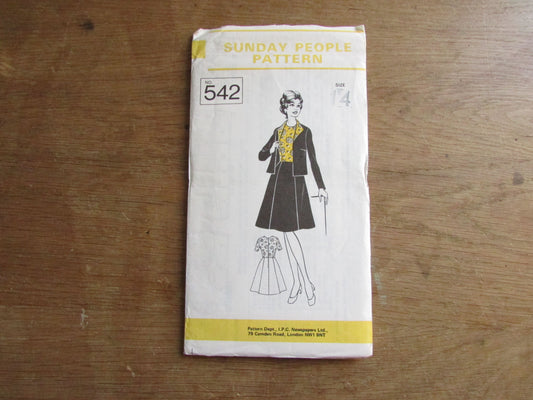 SUNDAY PEOPLE
PATTERN
NO.
542
SIZE
14
Pattern Dept., I.P.C. Newspapers Ltd.,
79 Camden Road, London NW1 9NT